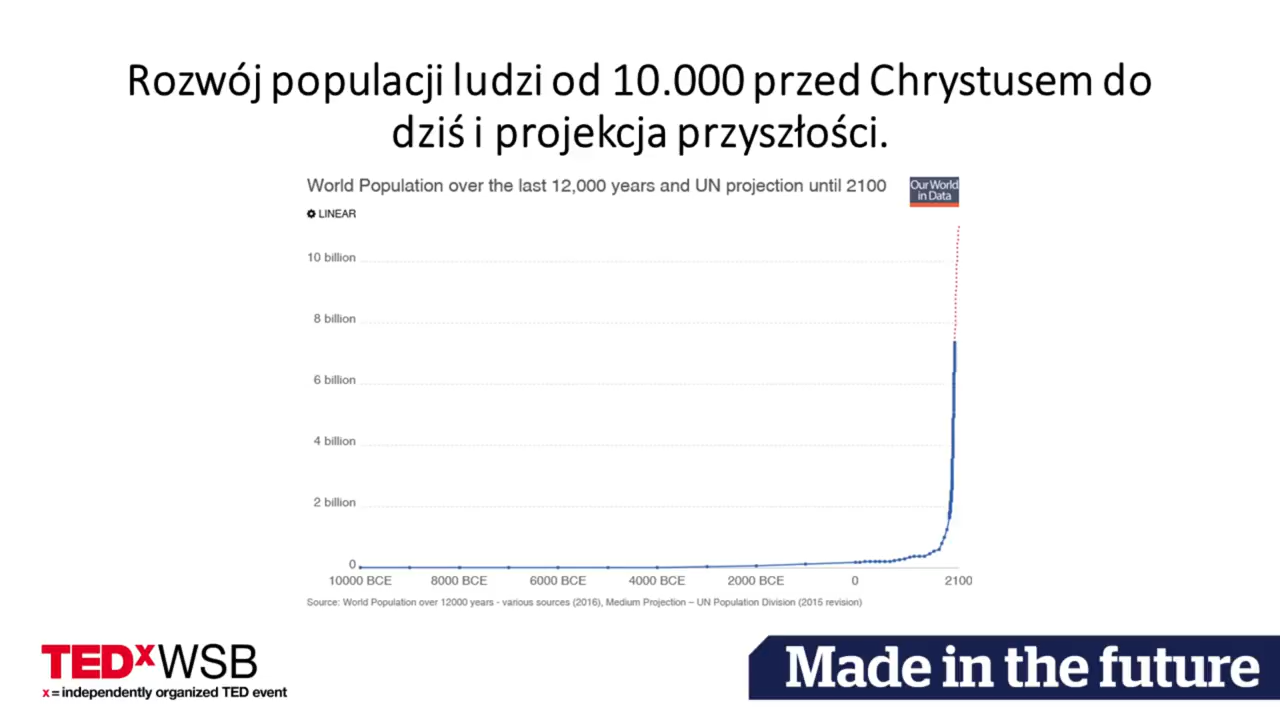 Rozwój populacji ludzi od 10.000 przed Chrystusem do
dziś i projekcja przyszłości.
World Population over the last 12,000 years and UN projection until 2100
Our World
in Data
LINEAR
10 billion
8 billion
6 billion
4 billion
2 billion
0
10000 BCE 8000 BCE 6000 BCE 4000 BCE 2000 BCE 0 2100
Source: World Population over 12000 years - various sources (2016), Medium Projection – UN Population Division (2015 revision)
TEDxWSB
x = independently organized TED event
Made in the future